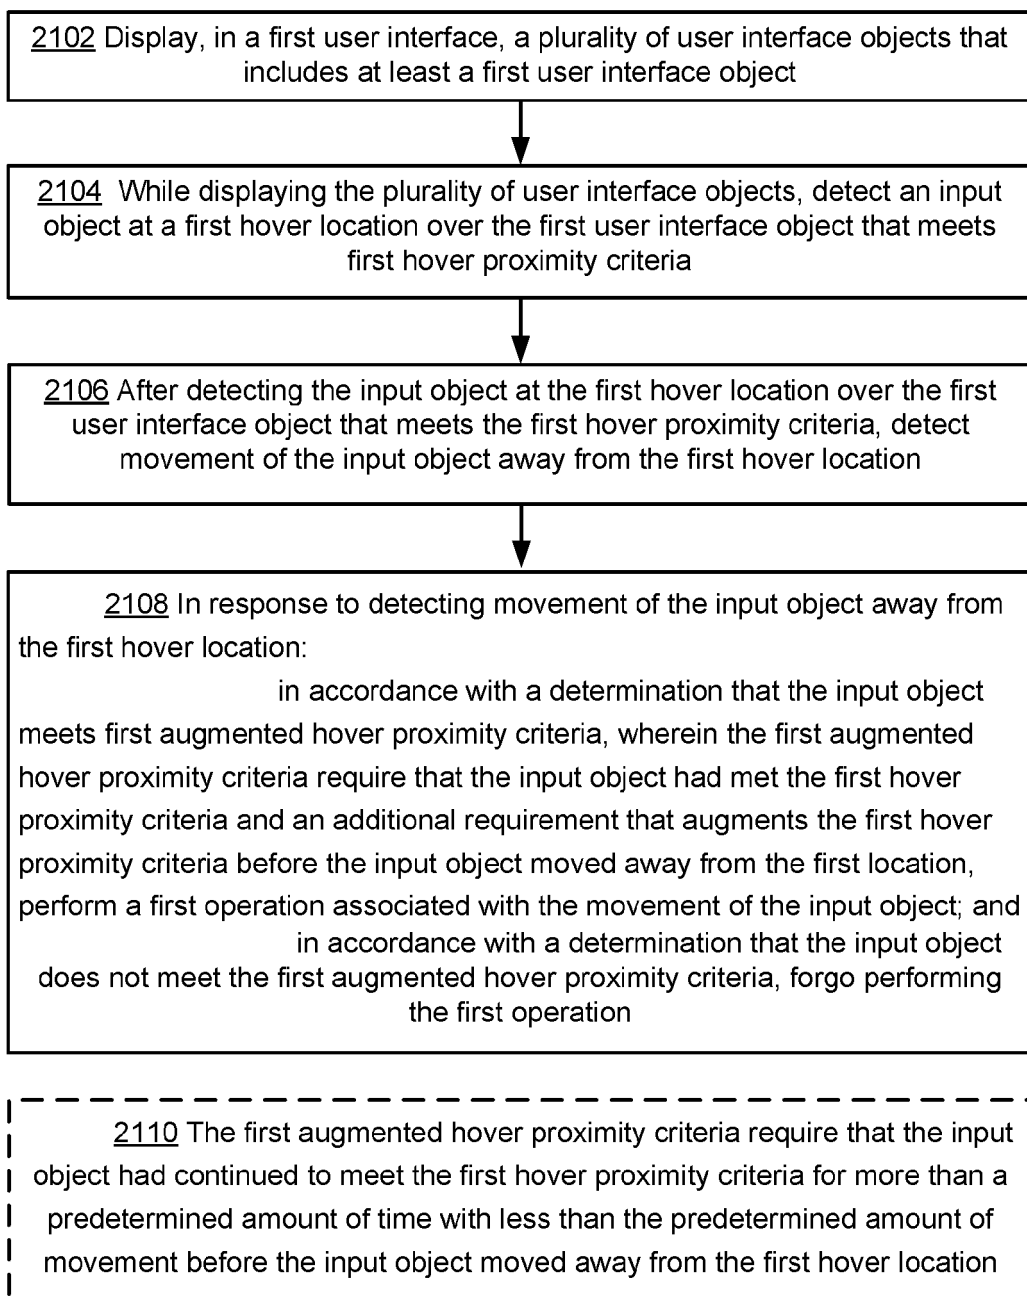 2102 Display, in a first user interface, a plurality of user interface objects that
includes at least a first user interface object
2104 While displaying the plurality of user interface objects, detect an input
object at a first hover location over the first user interface object that meets
first hover proximity criteria
2106 After detecting the input object at the first hover location over the first
user interface object that meets the first hover proximity criteria, detect
movement of the input object away from the first hover location
2108 In response to detecting movement of the input object away from
the first hover location:
in accordance with a determination that the input object
meets first augmented hover proximity criteria, wherein the first augmented
hover proximity criteria require that the input object had met the first hover
proximity criteria and an additional requirement that augments the first hover
proximity criteria before the input object moved away from the first location,
perform a first operation associated with the movement of the input object; and
in accordance with a determination that the input object
does not meet the first augmented hover proximity criteria, forgo performing
the first operation
2110 The first augmented hover proximity criteria require that the input
object had continued to meet the first hover proximity criteria for more than a
predetermined amount of time with less than the predetermined amount of
movement before the input object moved away from the first hover location